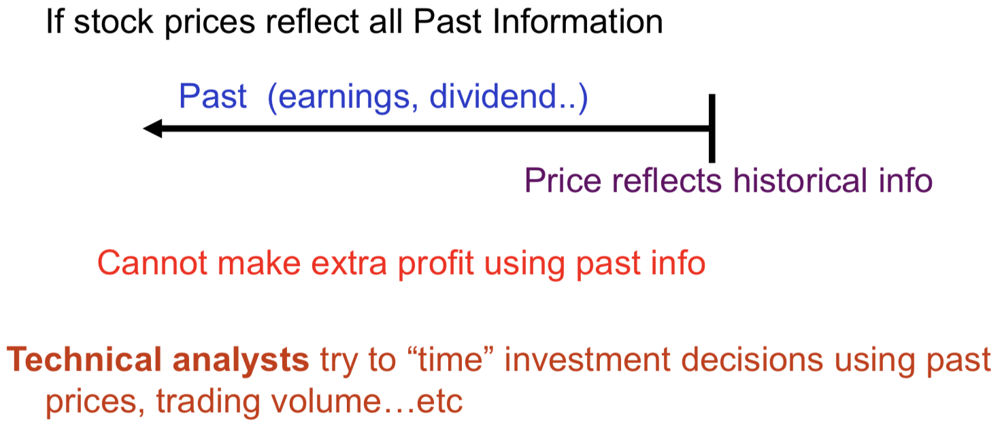 If stock prices reflect all Past Information
Past (earnings, dividend..)
Price reflects historical info
Cannot make extra profit using past info
Technical analysts try to “time” investment decisions using past
prices, trading volume…etc